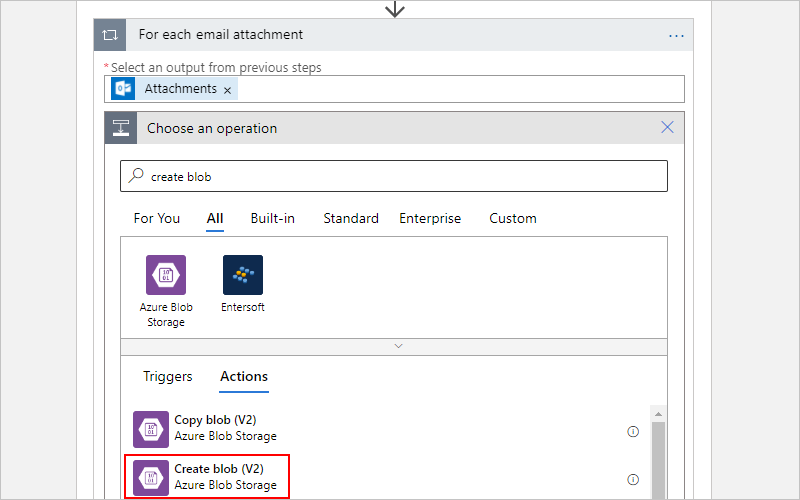 For each email attachment
* Select an output from previous steps
Attachments ×
Choose an operation
create blob
For You All Built-in Standard Enterprise Custom
Azure Blob Storage
Entersoft
Triggers Actions
Copy blob (V2)
Azure Blob Storage
Create blob (V2)
Azure Blob Storage